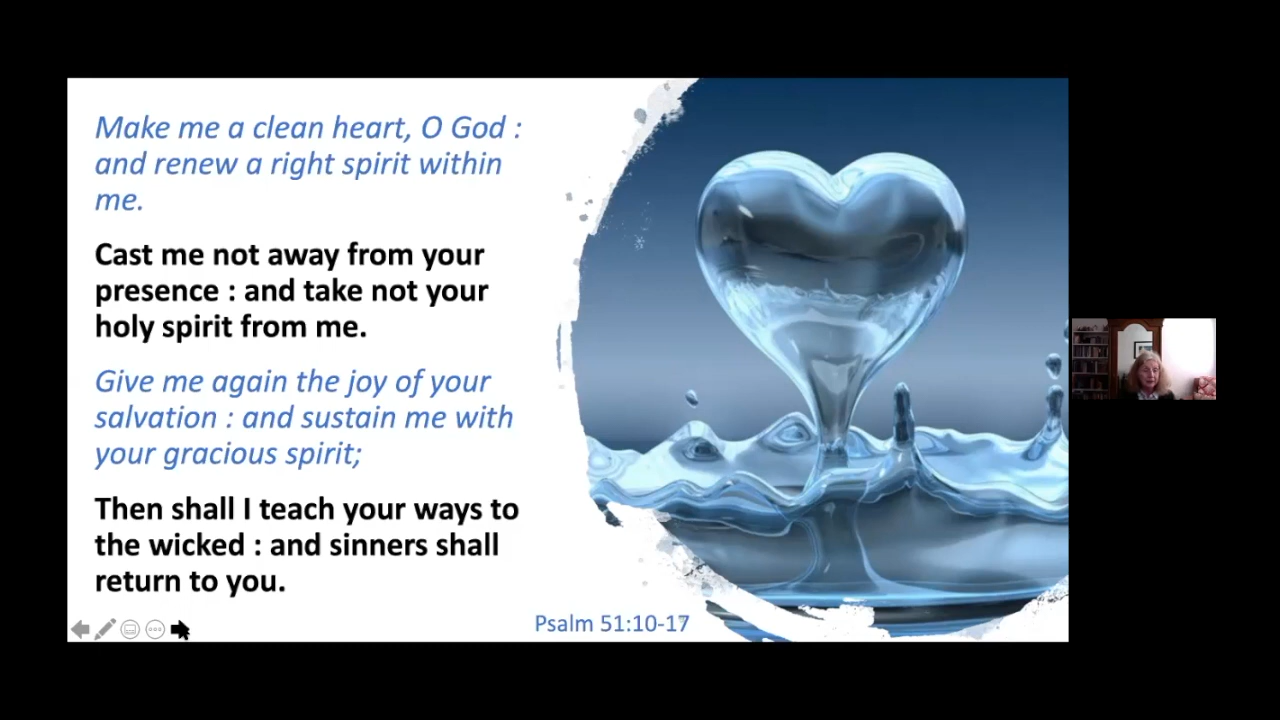 Make me a clean heart, O God :
and renew a right spirit within
me.
Cast me not away from your
presence : and take not your
holy spirit from me.
Give me again the joy of your
salvation : and sustain me with
your gracious spirit;
Then shall I teach your ways to
the wicked : and sinners shall
return to you.
Psalm 51:10-17